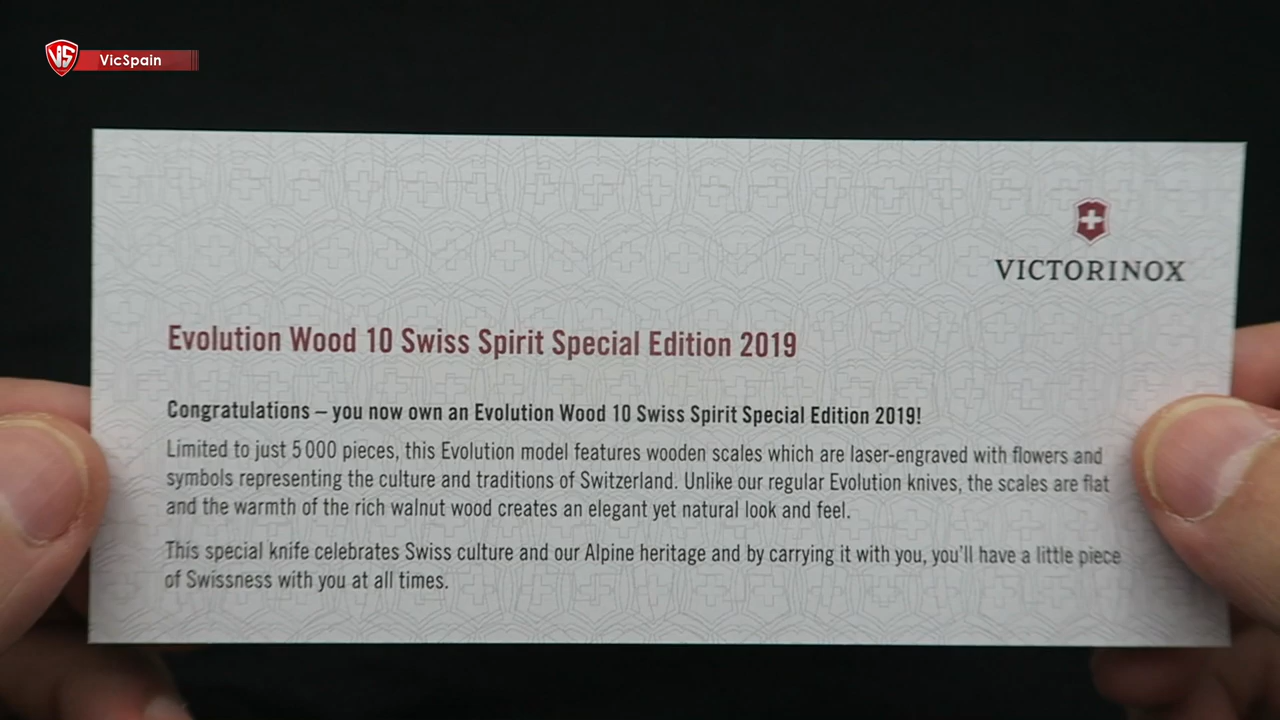 VS VicSpain
VICTORINOX
Evolution Wood 10 Swiss Spirit Special Edition 2019
Congratulations – you now own an Evolution Wood 10 Swiss Spirit Special Edition 2019!
Limited to just 5 000 pieces, this Evolution model features wooden scales which are laser-engraved with flowers and
symbols representing the culture and traditions of Switzerland. Unlike our regular Evolution knives, the scales are flat
and the warmth of the rich walnut wood creates an elegant yet natural look and feel.
This special knife celebrates Swiss culture and our Alpine heritage and by carrying it with you, you'll have a little piece
of Swissness with you at all times.